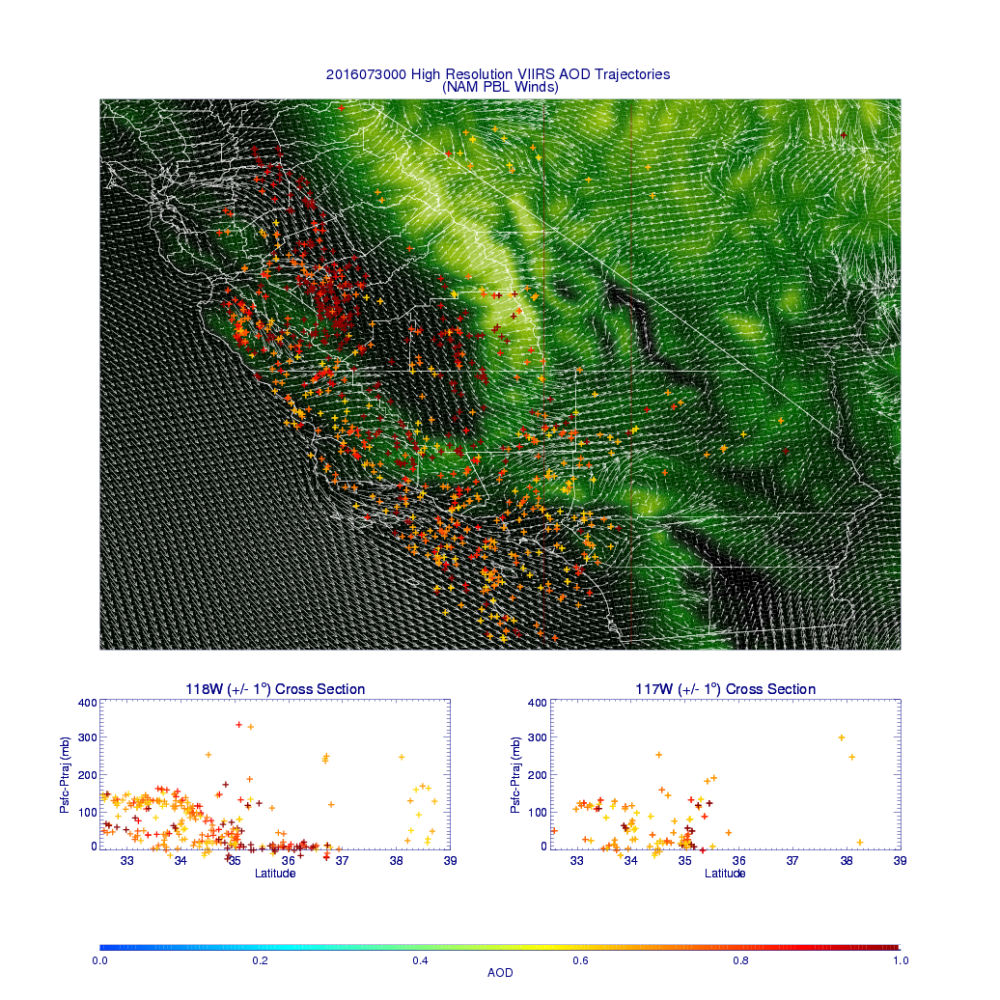 2016073000 High Resolution VIIRS AOD Trajectories
(NAM PBL Winds)
118W (+/- 1°) Cross Section
400
300
200
100
0
Psfc-Ptraj (mb)
33 34 35 36 37 38 39
Latitude
117W (+/- 1°) Cross Section
400
300
200
100
0
Psfc-Ptraj (mb)
33 34 35 36 37 38 39
Latitude
0.0 0.2 0.4 0.6 0.8 1.0
AOD